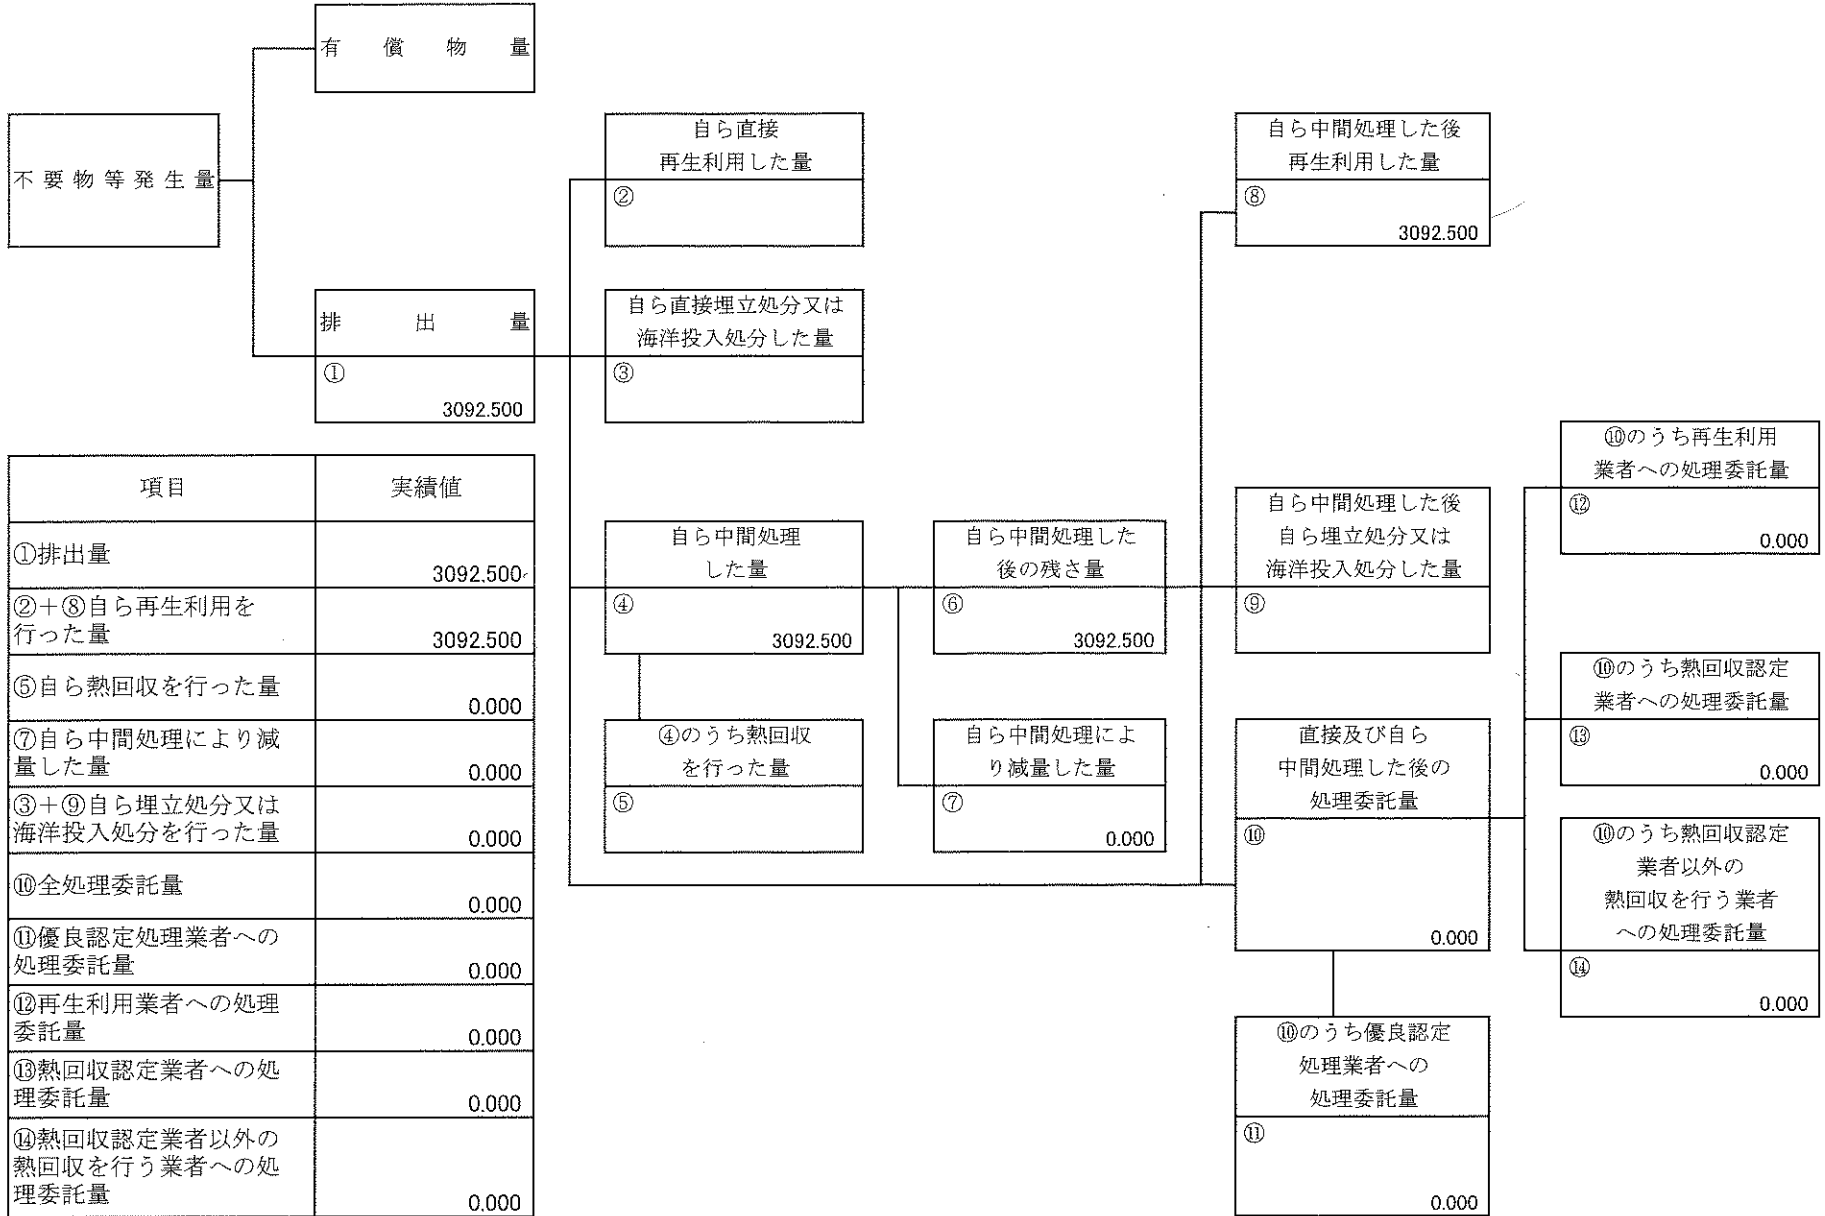 有償物量
不要物等発生量
自ら直接
再生利用した量
②
自ら中間処理した後
再生利用した量
⑧
3092.500
排出量
①
3092.500
自ら直接埋立処分又は
海洋投入処分した量
③
項目 実績値
①排出量
3092.500
②+⑧自ら再生利用を
行った量
3092.500
⑤自ら熱回収を行った量
0.000
⑦自ら中間処理により減
量した量
0.000
③+⑨自ら埋立処分又は
海洋投入処分を行った量
0.000
⑩全処理委託量
0.000
⑪優良認定処理業者への
処理委託量
0.000
⑫再生利用業者への処理
委託量
0.000
⑬熱回収認定業者への処
理委託量
0.000
⑭熱回収認定業者以外の
熱回収を行う業者への処
理委託量
0.000
自ら中間処理
した量
④
3092.500
④のうち熱回収
を行った量
⑤
自ら中間処理した
後の残さ量
⑥
3092.500
自ら中間処理によ
り減量した量
⑦
0.000
自ら中間処理した後
自ら埋立処分又は
海洋投入処分した量
⑨
直接及び自ら
中間処理した後の
処理委託量
⑩
0.000
⑩のうち優良認定
処理業者への
処理委託量
⑪
0.000
⑩のうち再生利用
業者への処理委託量
⑫
0.000
⑩のうち熱回収認定
業者への処理委託量
⑬
0.000
⑩のうち熱回収認定
業者以外の
熱回収を行う業者
への処理委託量
⑭
0.000